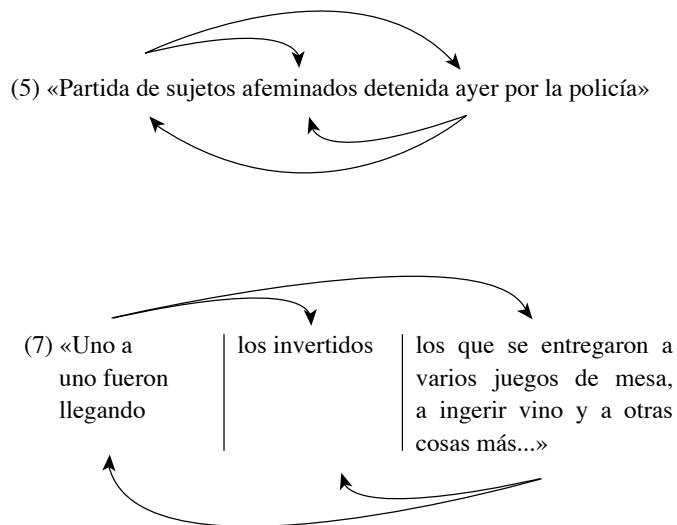 (5) «Partida de sujetos afeminados detenida ayer por la policía»
(7) «Uno a
uno fueron
llegando
los invertidos
los que se entregaron a
varios juegos de mesa,
a ingerir vino y a otras
cosas más...»